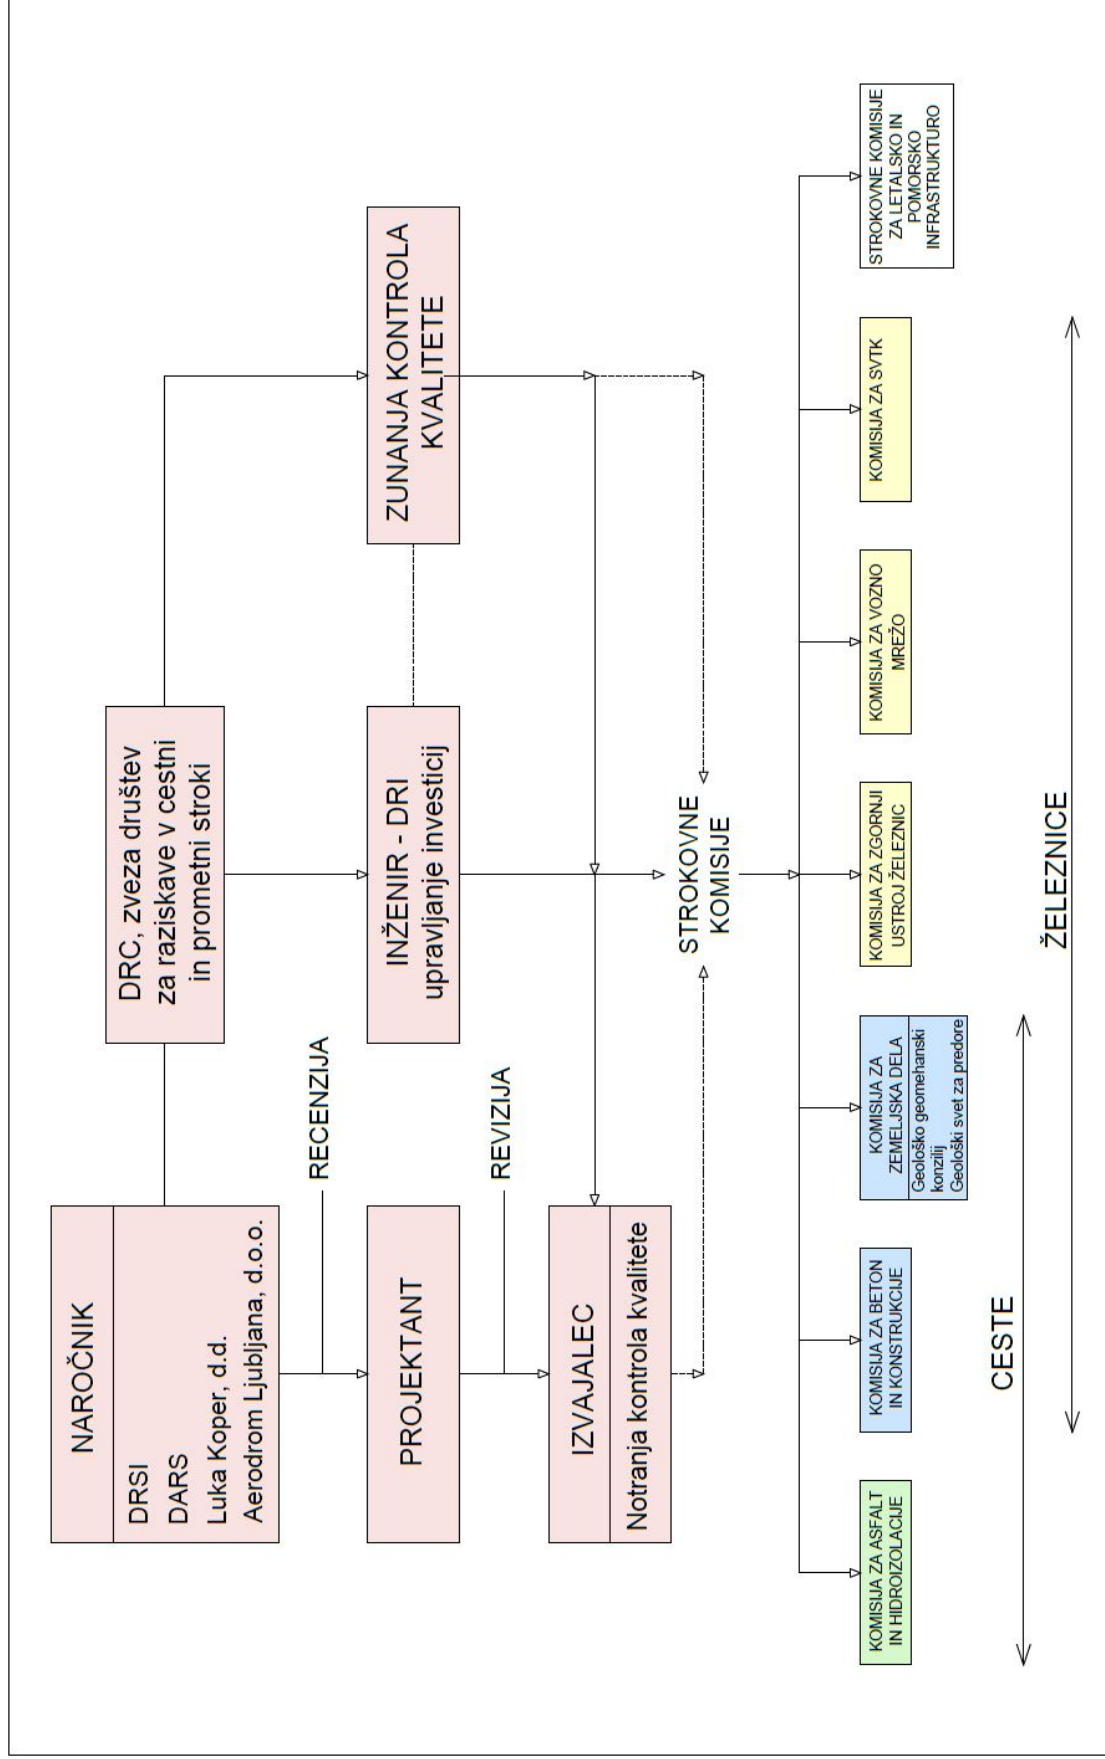 NAROČNIK
DRSI
DARS
Luka Koper, d.d.
Aerodrom Ljubljana, d.o.o.
DRC, zveza društev
za raziskave v cestni
in prometni stroki
RECENZIJA
PROJEKTANT
INŽENIR - DRI
upravljanje investicij
ZUNANJA KONTROLA
KVALITETE
REVIZIJA
IZVAJALEC
Notranja kontrola kvalitete
STROKOVNE
KOMISIJE
KOMISIJA ZA ASFALT
IN HIDROIZOLACIJE
KOMISIJA ZA BETON
IN KONSTRUKCIJE
KOMISIJA ZA
ZEMELJSKA DELA
Geološko geomehanski
konzilij
Geološki svet za predore
KOMISIJA ZA ZGORNJI
USTROJ ŽELEZNIC
KOMISIJA ZA VOZNO
MREŽO
KOMISIJA ZA SVTK
STROKOVNE KOMISIJE
ZA LETALSKO IN
POMORSKO
INFRASTRUKTURO
CESTE
ŽELEZNICE